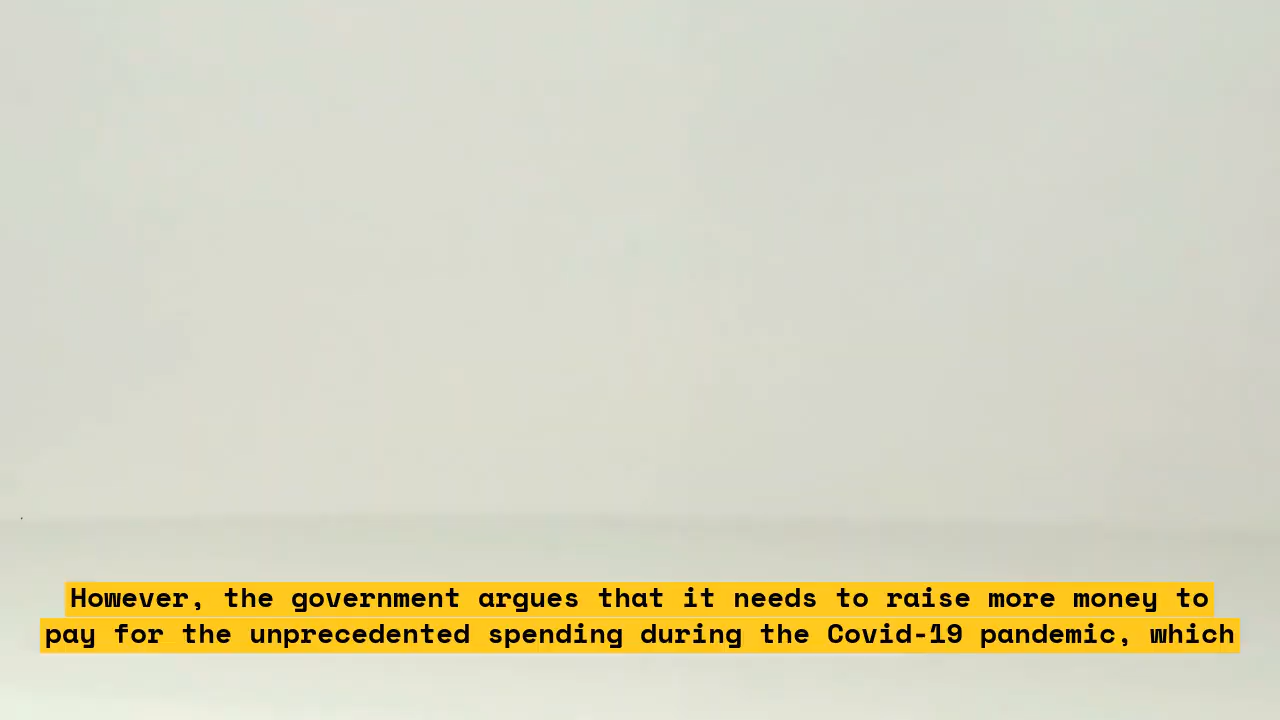 However, the government argues that it needs to raise more money to
pay for the unprecedented spending during the Covid-19 pandemic, which